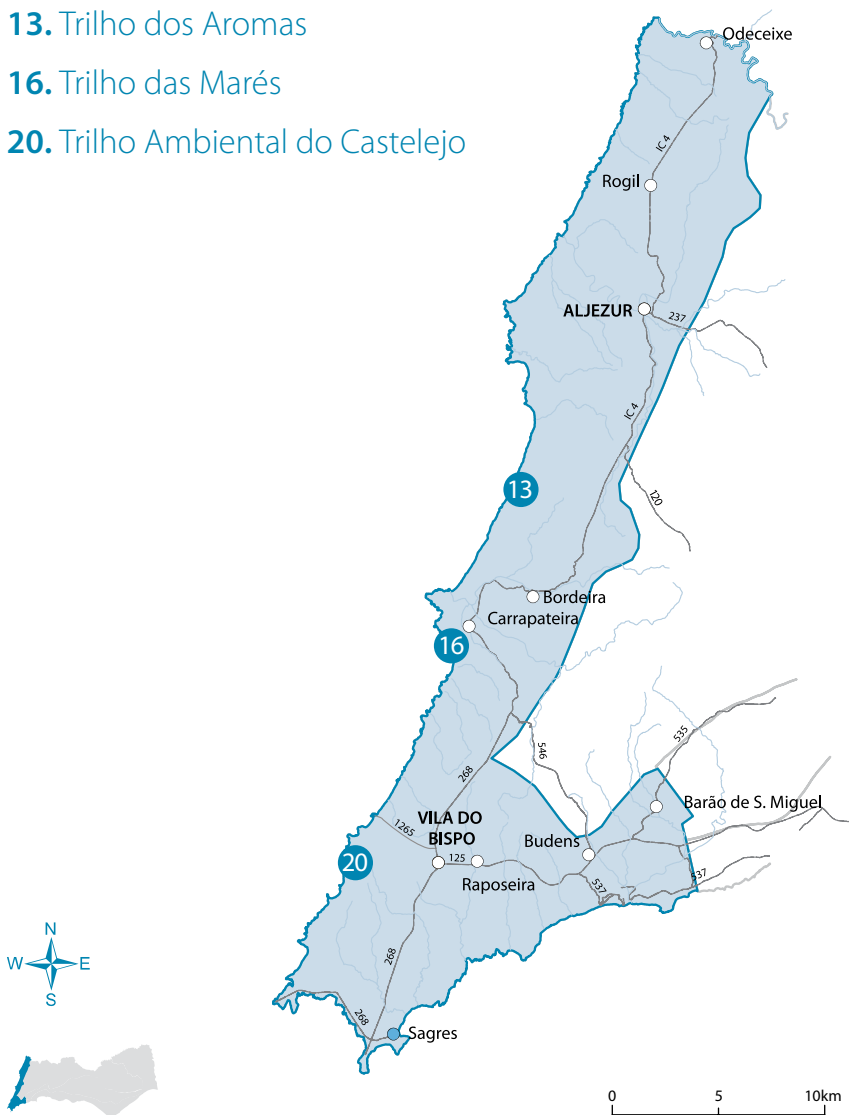 13. Trilho dos Aromas
16. Trilho das Marés
20. Trilho Ambiental do Castelejo
Odeceixe
IC 4
Rogil
ALJEZUR
237
IC 4
13
120
Bordeira
Carrapateira
16
546
535
268
Barão de S. Miguel
VILA DO
BISPO
1265
Budens
20
125
Raposeira
537
537
N
W E
S
268
268
Sagres
0 5 10km